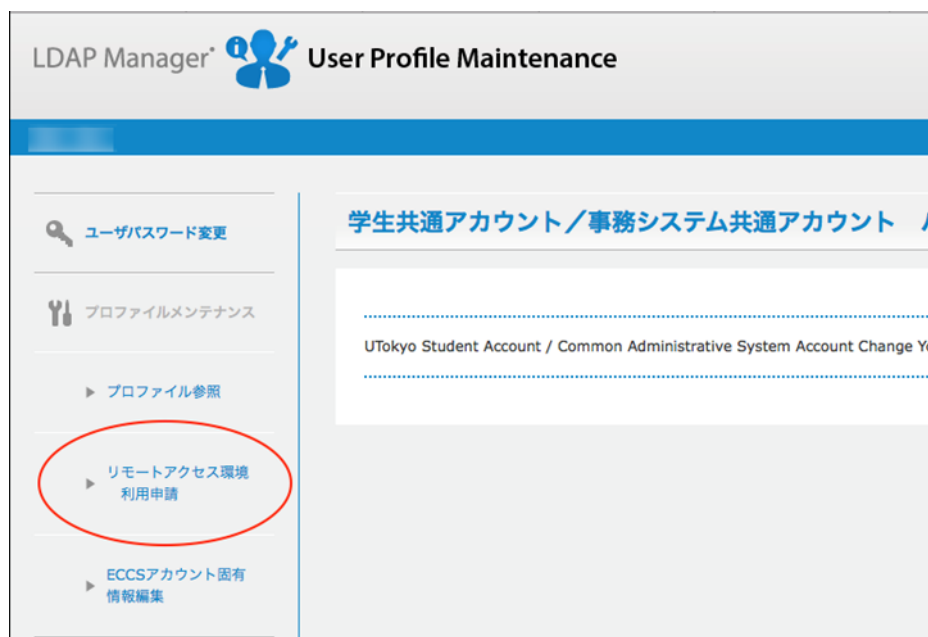 LDAP Manager User Profile Maintenance
ユーザパスワード変更
プロファイルメンテナンス
プロファイル参照
リモートアクセス環境
利用申請
ECCSアカウント固有
情報編集
学生共通アカウント／事務システム共通アカウント
UTokyo Student Account / Common Administrative System Account Change